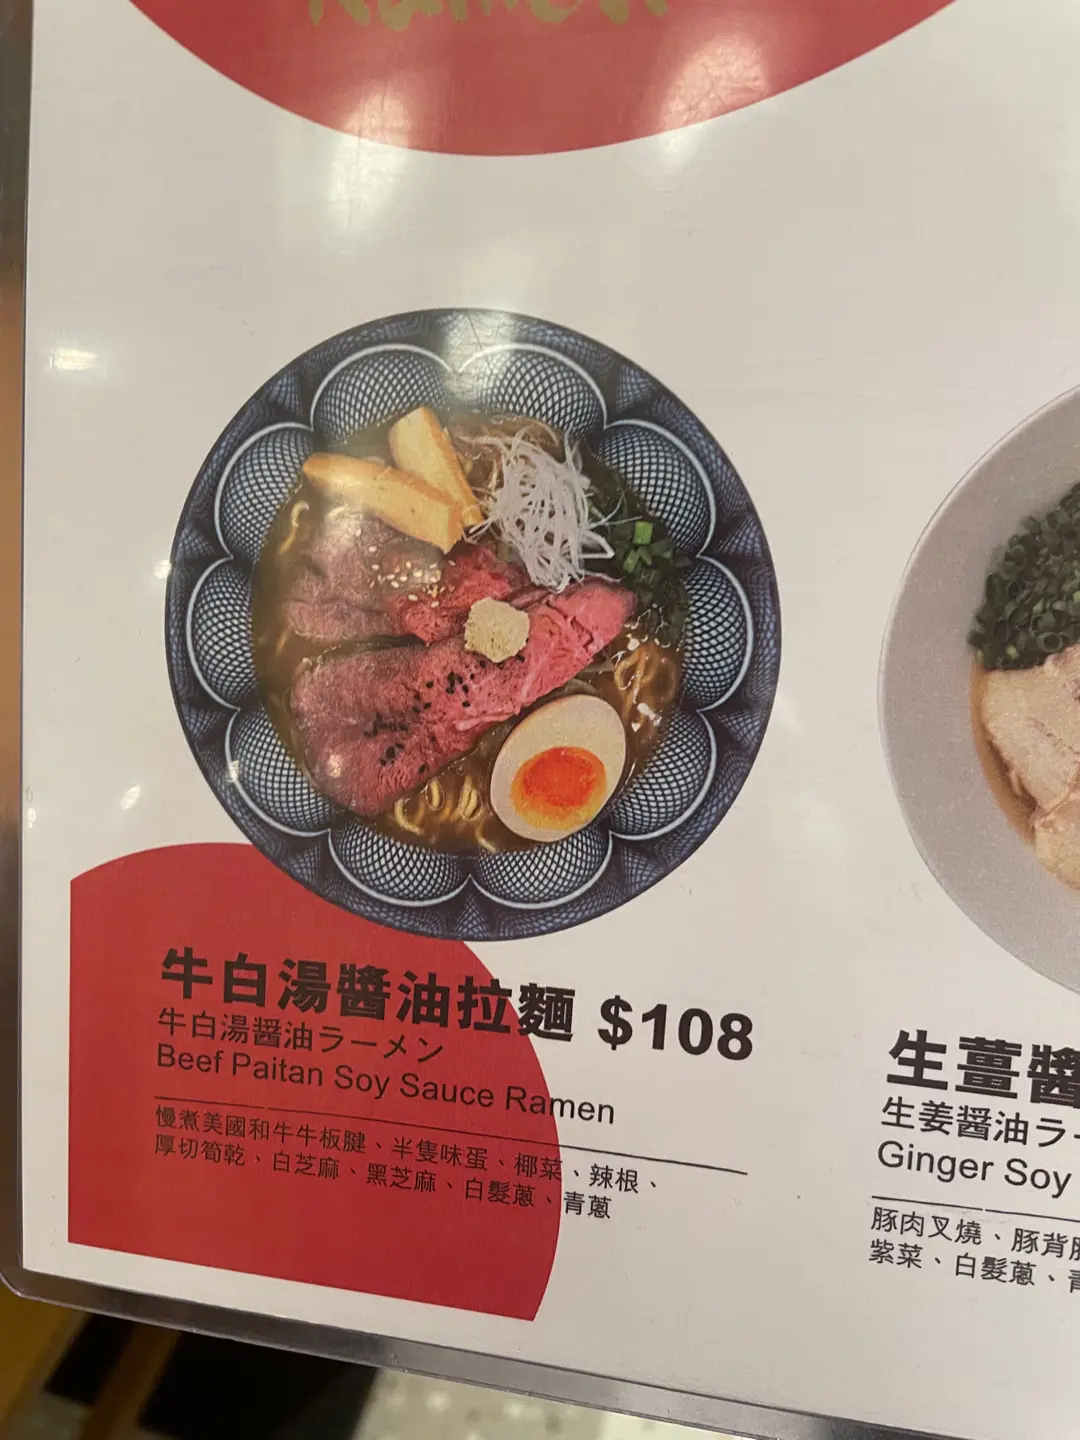 Ramen
牛白湯醬油拉麵 $108
牛白湯醤油ラーメン
Beef Paitan Soy Sauce Ramen
慢煮美國和牛牛板腱、半隻味蛋、椰菜、辣根、
厚切筍乾、白芝麻、黑芝麻、白髮蔥、青蔥
生薑醬
生姜醤油ラー
Ginger Soy
豚肉叉燒、豚背
紫菜、白髮蔥、